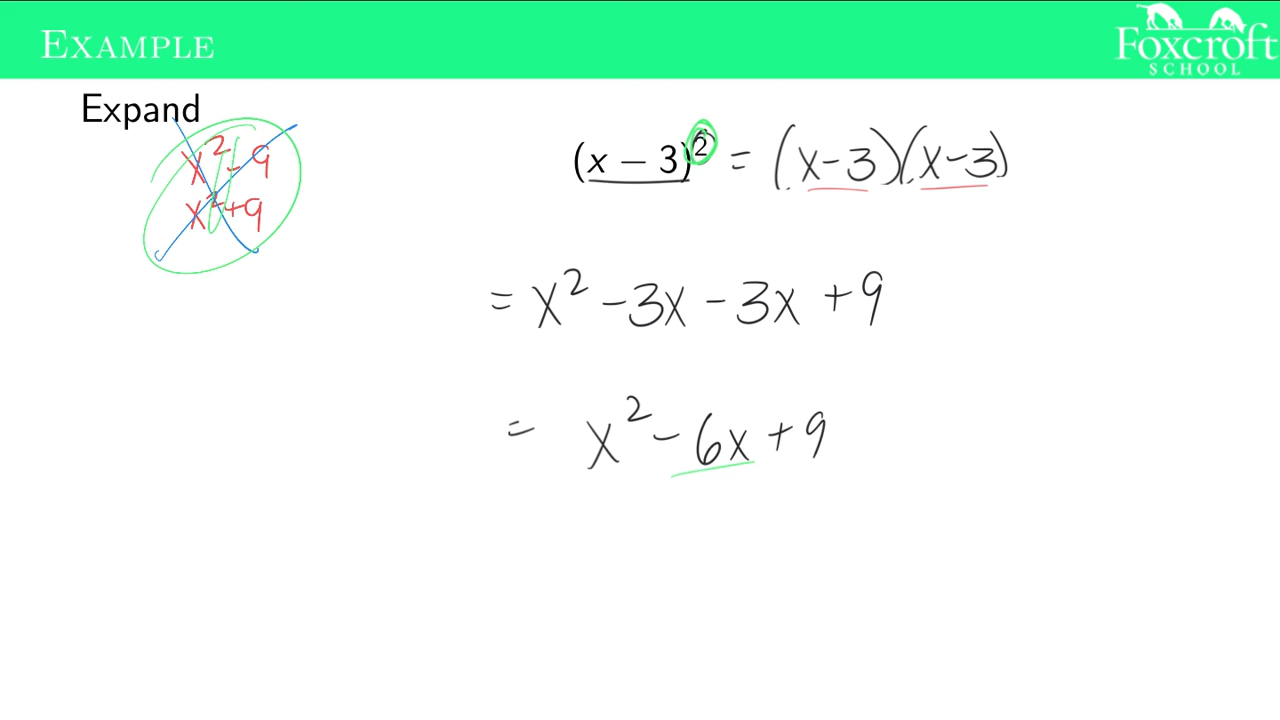 EXAMPLE
Foxcroft
SCHOOL
Expand
x² - 9
x² + 9
(x − 3)² = (x-3)(x-3)
= x² - 3x - 3x + 9
= x² - 6x + 9